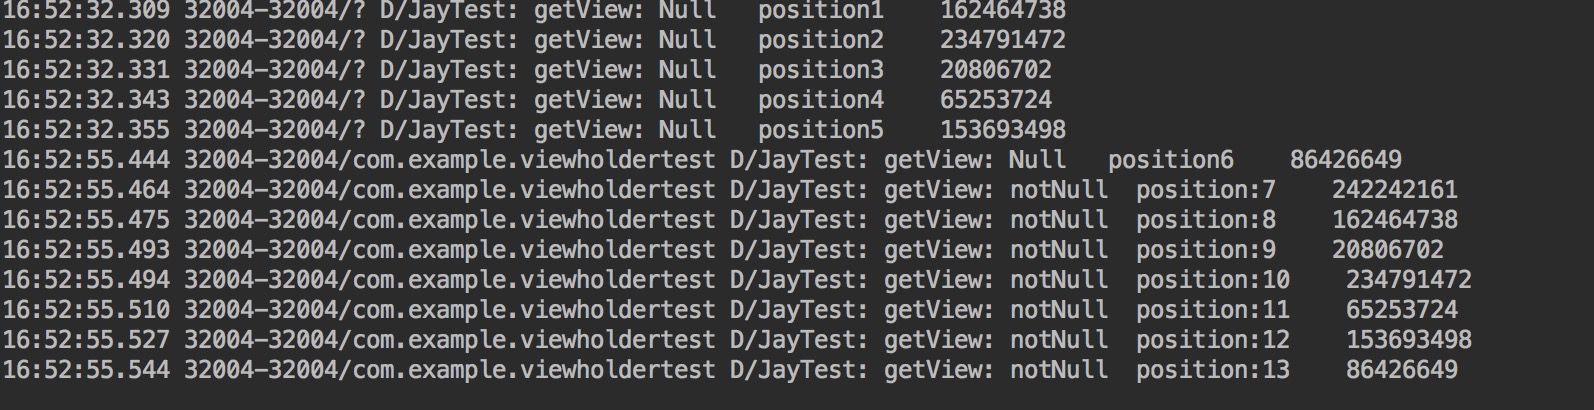 16:52:32.309 32004-32004/? D/JayTest: getView: Null   position1    162464738
16:52:32.320 32004-32004/? D/JayTest: getView: Null   position2    234791472
16:52:32.331 32004-32004/? D/JayTest: getView: Null   position3    20806702
16:52:32.343 32004-32004/? D/JayTest: getView: Null   position4    65253724
16:52:32.355 32004-32004/? D/JayTest: getView: Null   position5    153693498
16:52:55.444 32004-32004/com.example.viewholdertest D/JayTest: getView: Null   position6    86426649
16:52:55.464 32004-32004/com.example.viewholdertest D/JayTest: getView: notNull  position:7    242242161
16:52:55.475 32004-32004/com.example.viewholdertest D/JayTest: getView: notNull  position:8    162464738
16:52:55.493 32004-32004/com.example.viewholdertest D/JayTest: getView: notNull  position:9    20806702
16:52:55.494 32004-32004/com.example.viewholdertest D/JayTest: getView: notNull  position:10    234791472
16:52:55.510 32004-32004/com.example.viewholdertest D/JayTest: getView: notNull  position:11    65253724
16:52:55.527 32004-32004/com.example.viewholdertest D/JayTest: getView: notNull  position:12    153693498
16:52:55.544 32004-32004/com.example.viewholdertest D/JayTest: getView: notNull  position:13    86426649